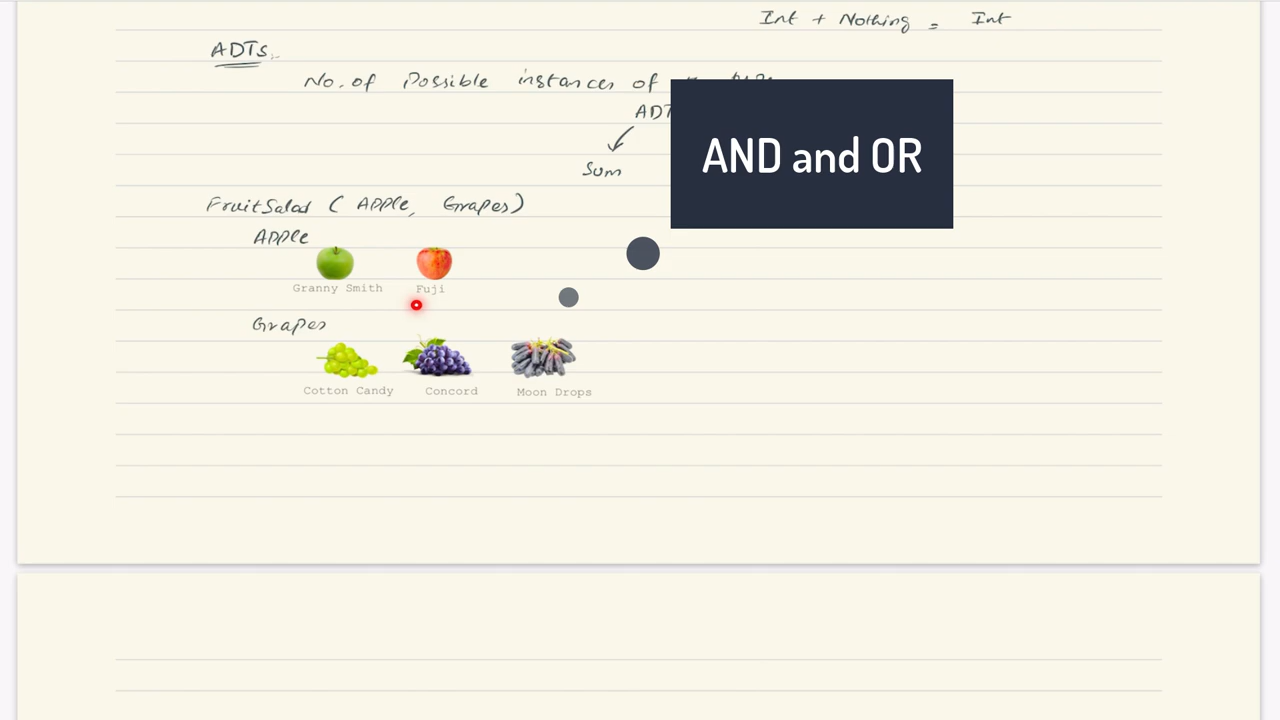 Int + Nothing = Int
ADTs
No. of Possible instances of
ADT
Sum
AND and OR
FruitSalad ( Apple, Grapes)
Apple
Granny Smith Fuji
Grapes
Cotton Candy Concord Moon Drops